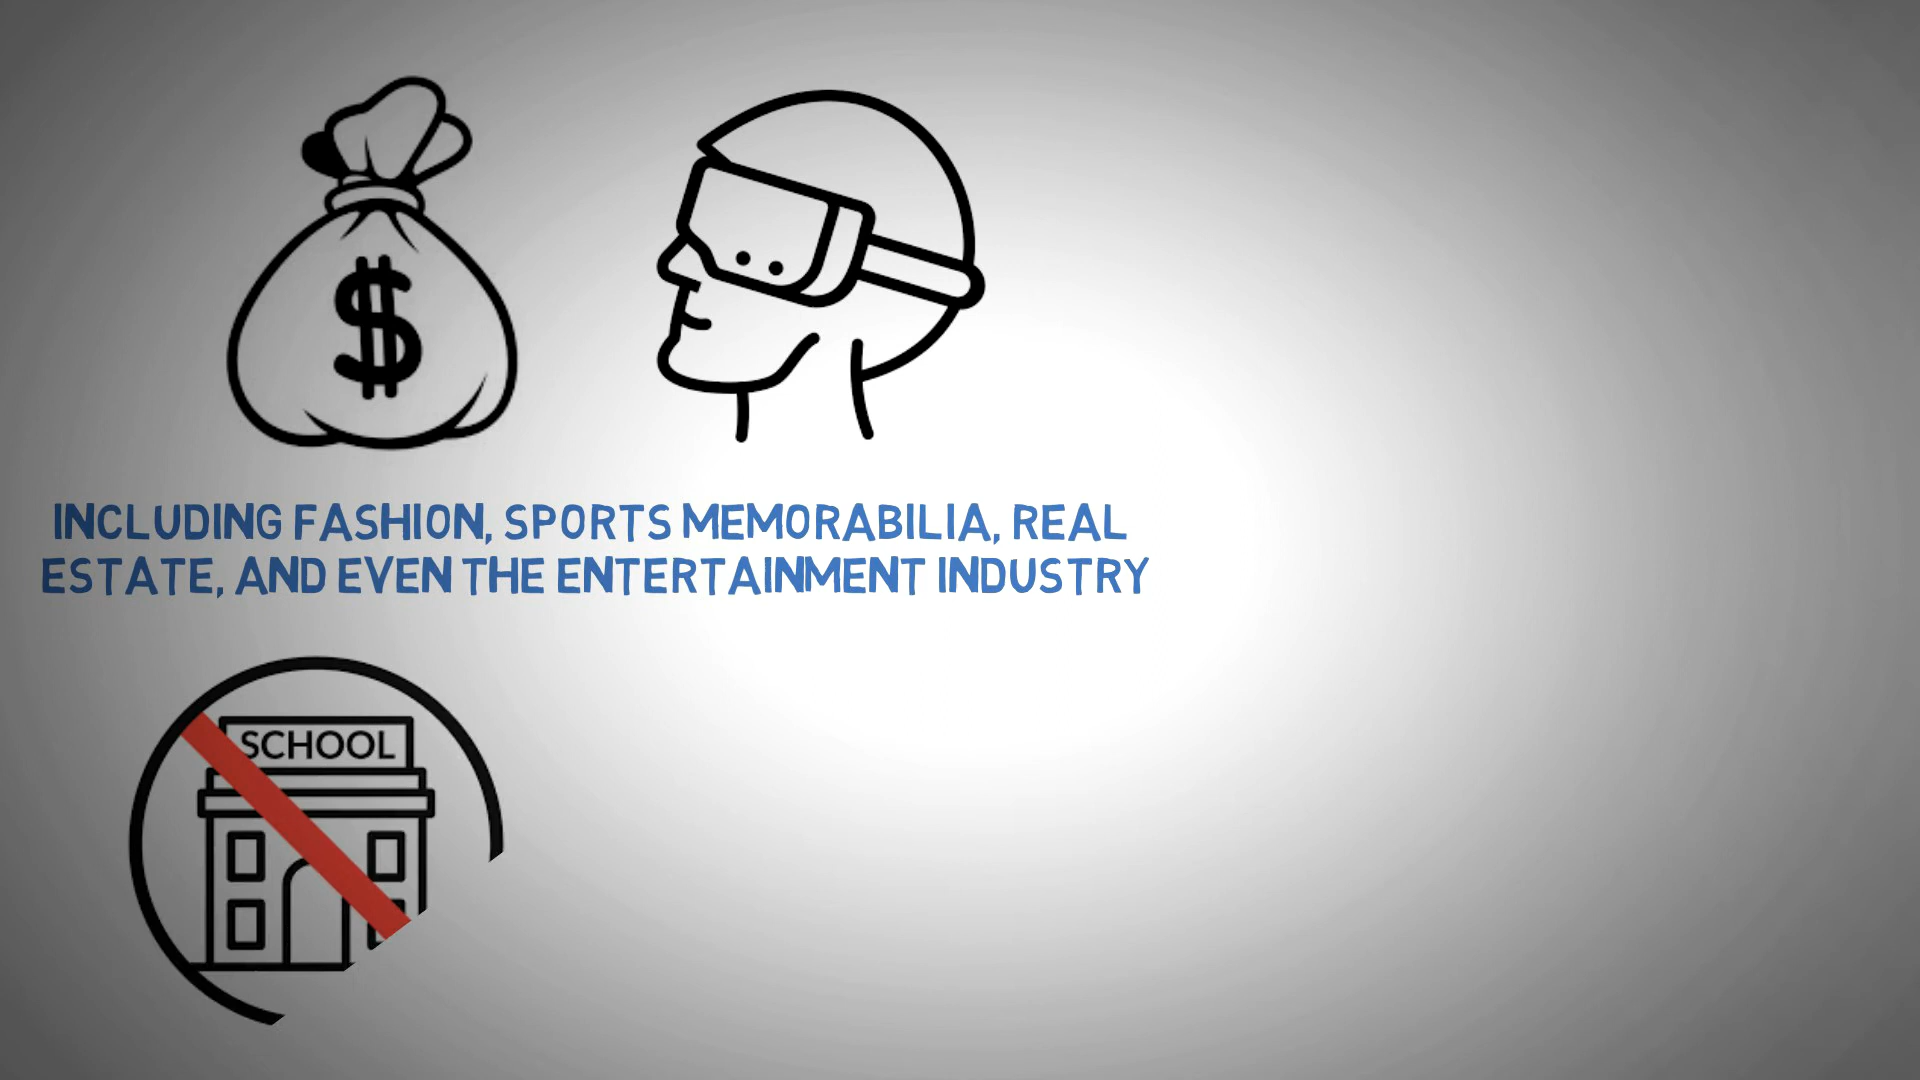 $
INCLUDING FASHION, SPORTS MEMORABILIA, REAL
ESTATE, AND EVEN THE ENTERTAINMENT INDUSTRY
SCHOOL